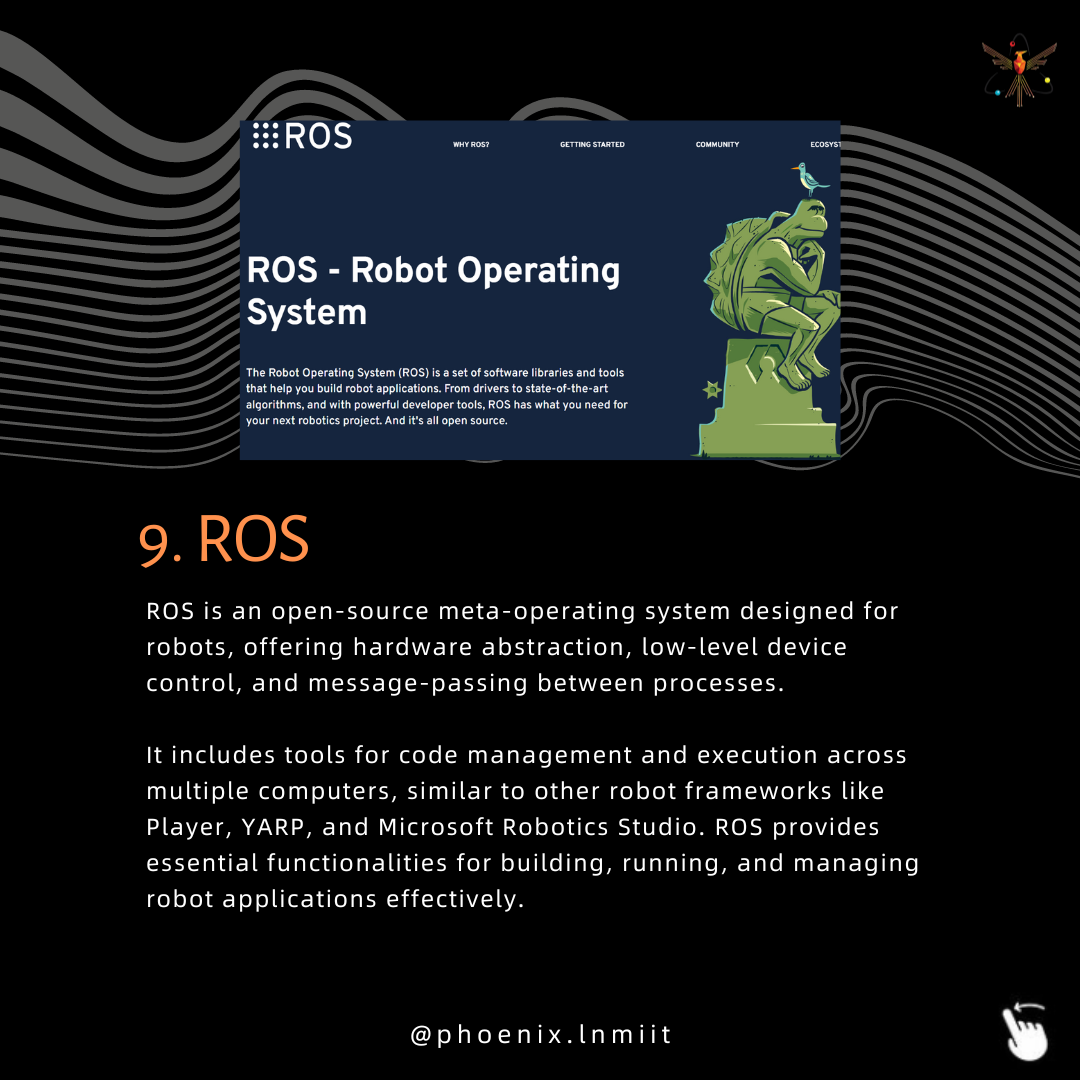 ROS
WHY ROS?
GETTING STARTED
COMMUNITY
ECOSYST
ROS - Robot Operating
System
The Robot Operating System (ROS) is a set of software libraries and tools
that help you build robot applications. From drivers to state-of-the-art
algorithms, and with powerful developer tools, ROS has what you need for
your next robotics project. And it's all open source.
9. ROS
ROS is an open-source meta-operating system designed for
robots, offering hardware abstraction, low-level device
control, and message-passing between processes.
It includes tools for code management and execution across
multiple computers, similar to other robot frameworks like
Player, YARP, and Microsoft Robotics Studio. ROS provides
essential functionalities for building, running, and managing
robot applications effectively.
@phoenix.lnmiit